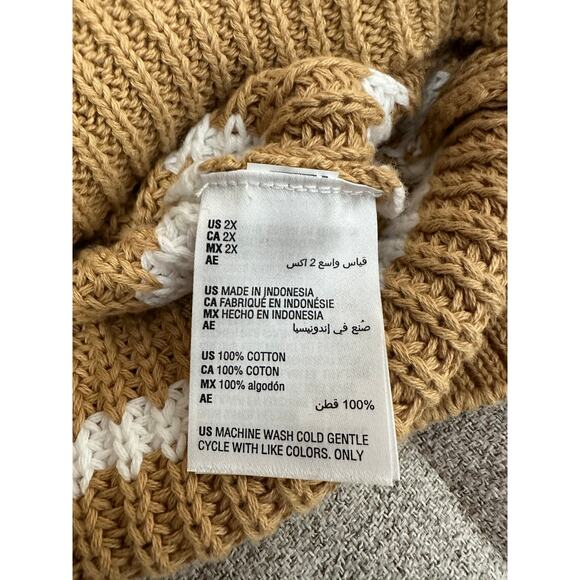 US 2X
CA 2X
MX 2X
AE قياس واسع 2 اكس
US MADE IN INDONESIA
CA FABRIQUÉ EN INDONÉSIE
MX HECHO EN INDONESIA
AE صُنع في إندونيسيا
US 100% COTTON
CA 100% COTON
MX 100% algodón
AE 100% قطن
US MACHINE WASH COLD GENTLE
CYCLE WITH LIKE COLORS. ONLY